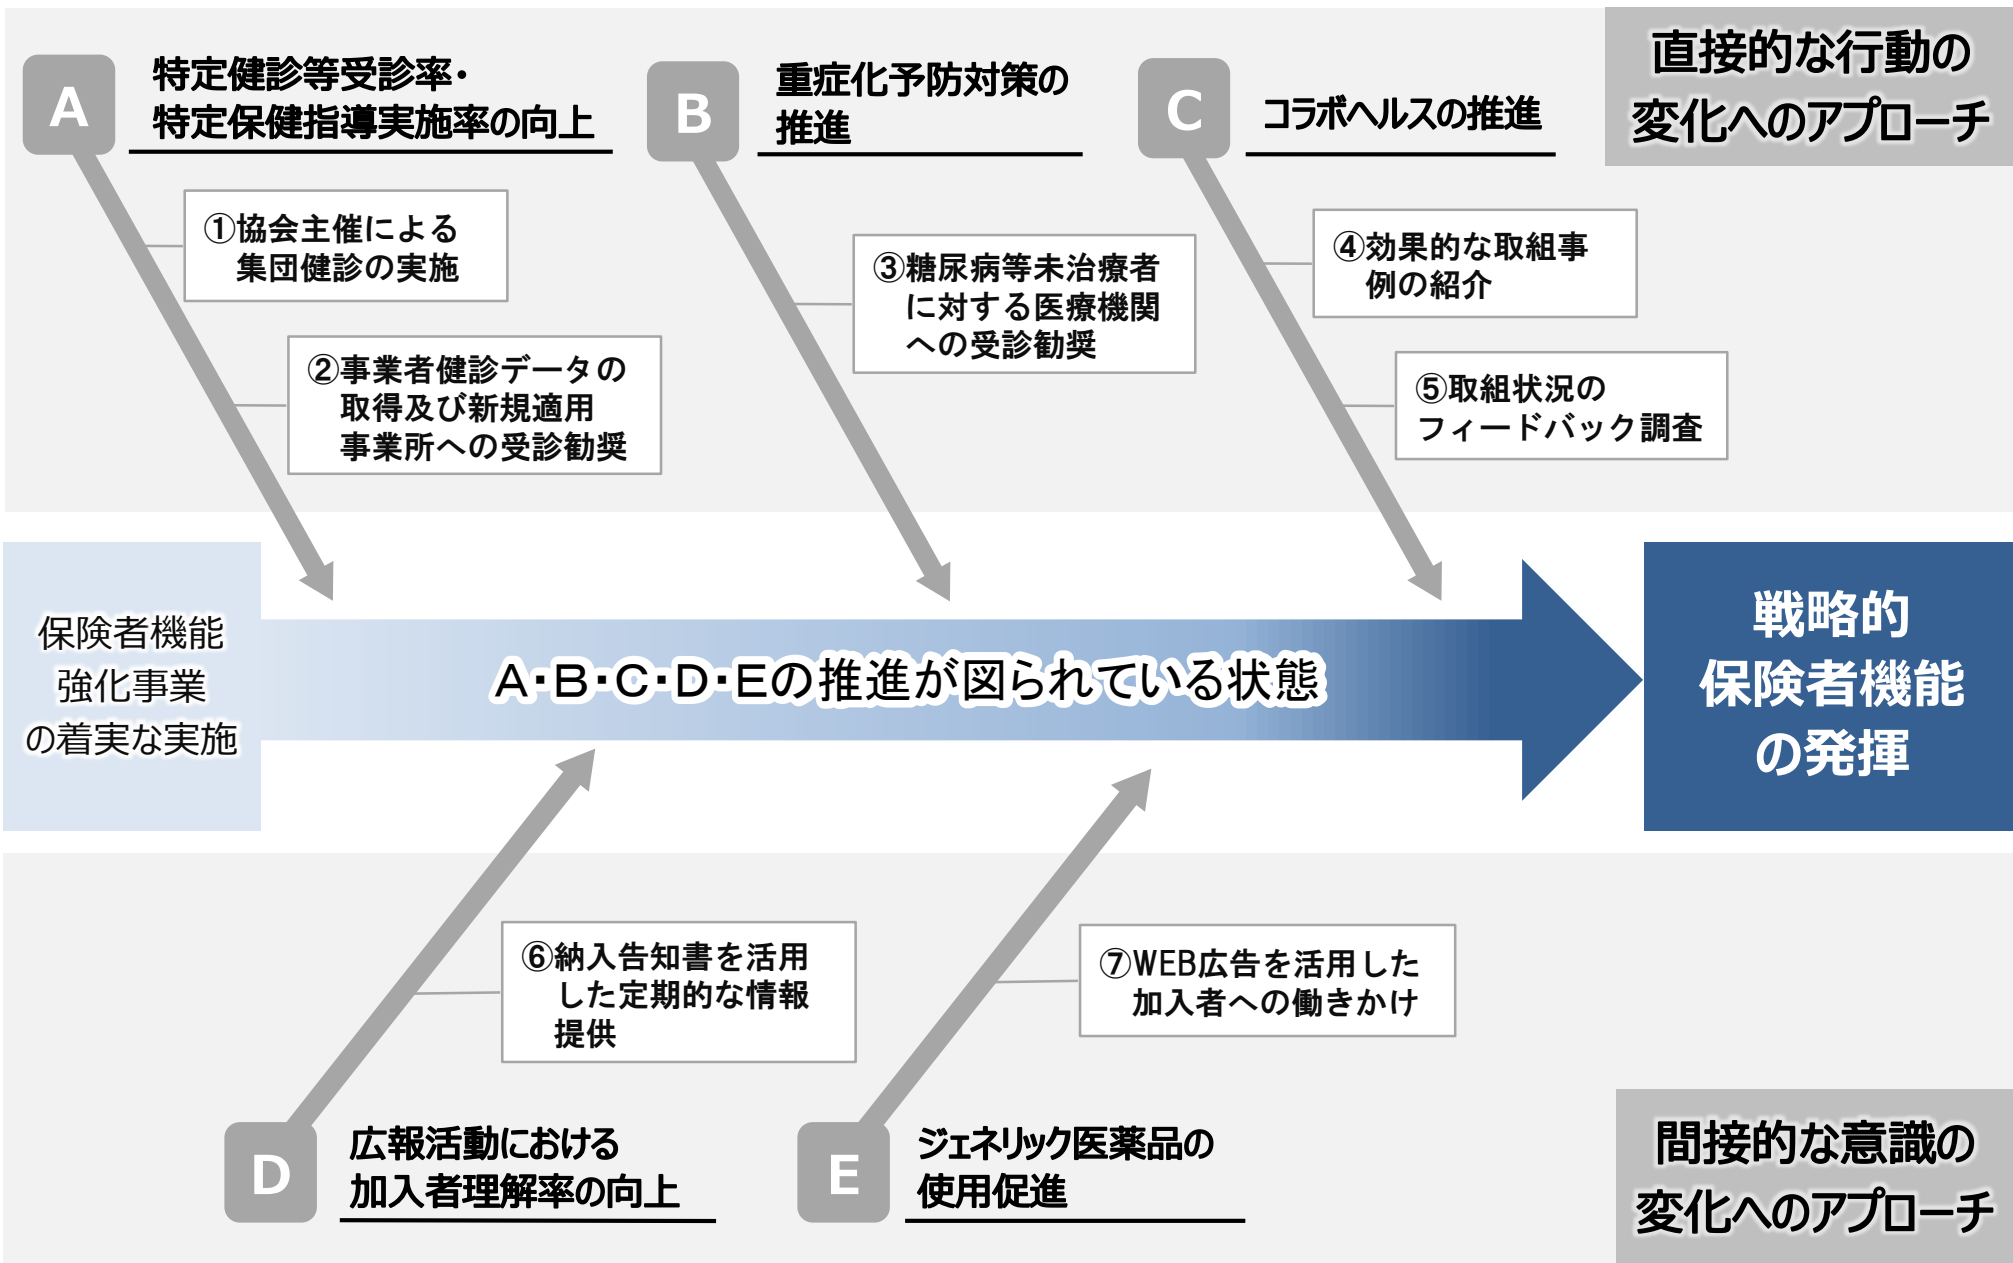 直接的な行動の
変化へのアプローチ
A
特定健診等受診率・
特定保健指導実施率の向上
①協会主催による
集団健診の実施
②事業者健診データの
取得及び新規適用
事業所への受診勧奨
B
重症化予防対策の
推進
③糖尿病等未治療者
に対する医療機関
への受診勧奨
C
コラボヘルスの推進
④効果的な取組事
例の紹介
⑤取組状況の
フィードバック調査
保険者機能
強化事業
の着実な実施
A・B・C・D・Eの推進が図られている状態
戦略的
保険者機能
の発揮
⑥納入告知書を活用
した定期的な情報
提供
D
広報活動における
加入者理解率の向上
⑦WEB広告を活用した
加入者への働きかけ
E
ジェネリック医薬品の
使用促進
間接的な意識の
変化へのアプローチ